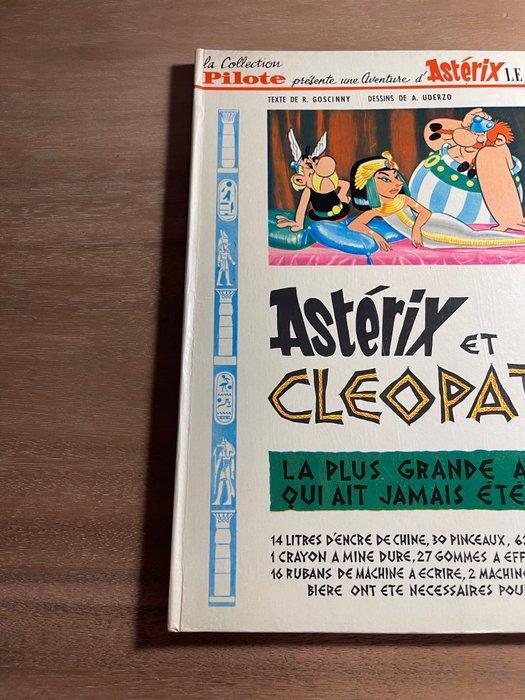 la Collection
Pilote présente une Aventure d'Astérix LE
TEXTE DE R. GOSCINNY DESSINS DE A. UDERZO
Astérix ET
CLEOPAT
LA PLUS GRANDE A
QUI AIT JAMAIS ÉTÉ
14 LITRES D'ENCRE DE CHINE, 30 PINCEAUX, 62
1 CRAYON A MINE DURE, 27 GOMMES A EFF
16 RUBANS DE MACHINE A ECRIRE, 2 MACHIN
BIERE ONT ETE NECESSAIRES POU